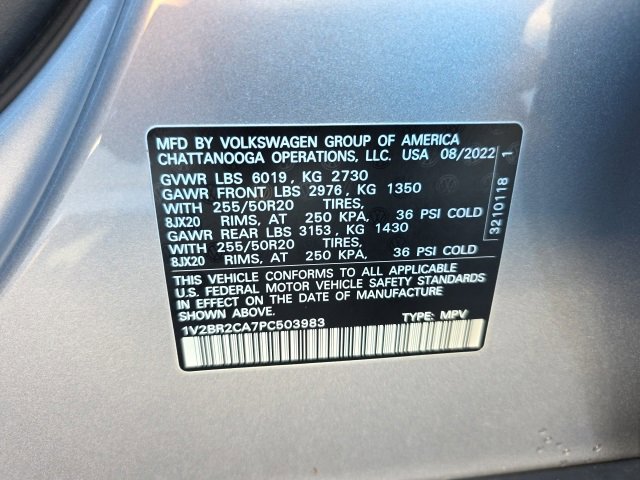 MFD BY VOLKSWAGEN GROUP OF AMERICA
CHATTANOOGA OPERATIONS, LLC. USA 08/2022
GVWR LBS 6019, KG 2730
GAWR FRONT LBS 2976, KG 1350
WITH 255/50R20 TIRES,
8JX20 RIMS, AT 250 KPA, 36 PSI COLD
GAWR REAR LBS 3153, KG 1430
WITH 255/50R20 TIRES,
8JX20 RIMS, AT 250 KPA, 36 PSI COLD
THIS VEHICLE CONFORMS TO ALL APPLICABLE
U.S. FEDERAL MOTOR VEHICLE SAFETY STANDARDS
IN EFFECT ON THE DATE OF MANUFACTURE
SHOWN ABOVE.
1V2BR2CA7PC503983 TYPE: MPV
3210118 1